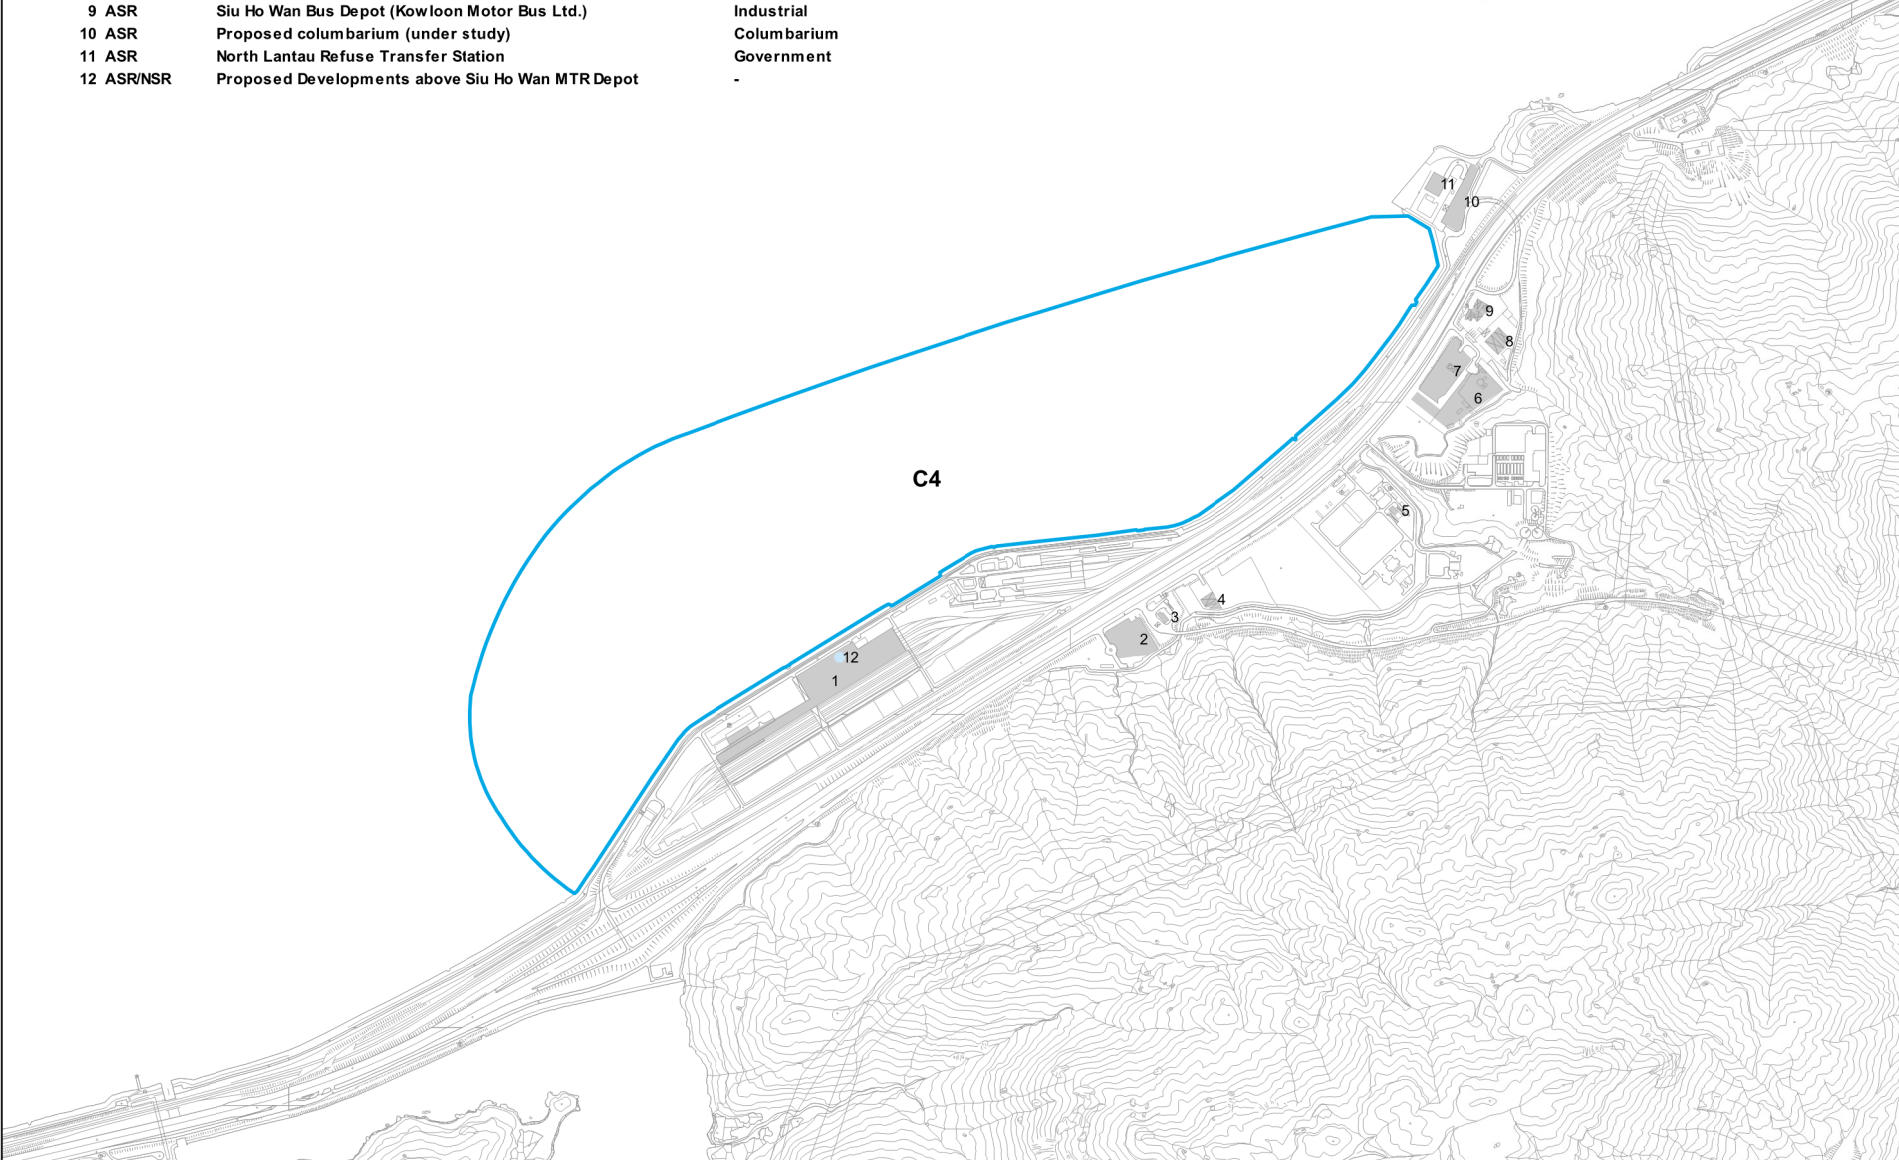 9 ASR Siu Ho Wan Bus Depot (Kowloon Motor Bus Ltd.) Industrial
10 ASR Proposed columbarium (under study) Columbarium
11 ASR North Lantau Refuse Transfer Station Government
12 ASR/NSR Proposed Developments above Siu Ho Wan MTR Depot -
11
10
9
8
7
6
C4
5
4
3
2
12
1